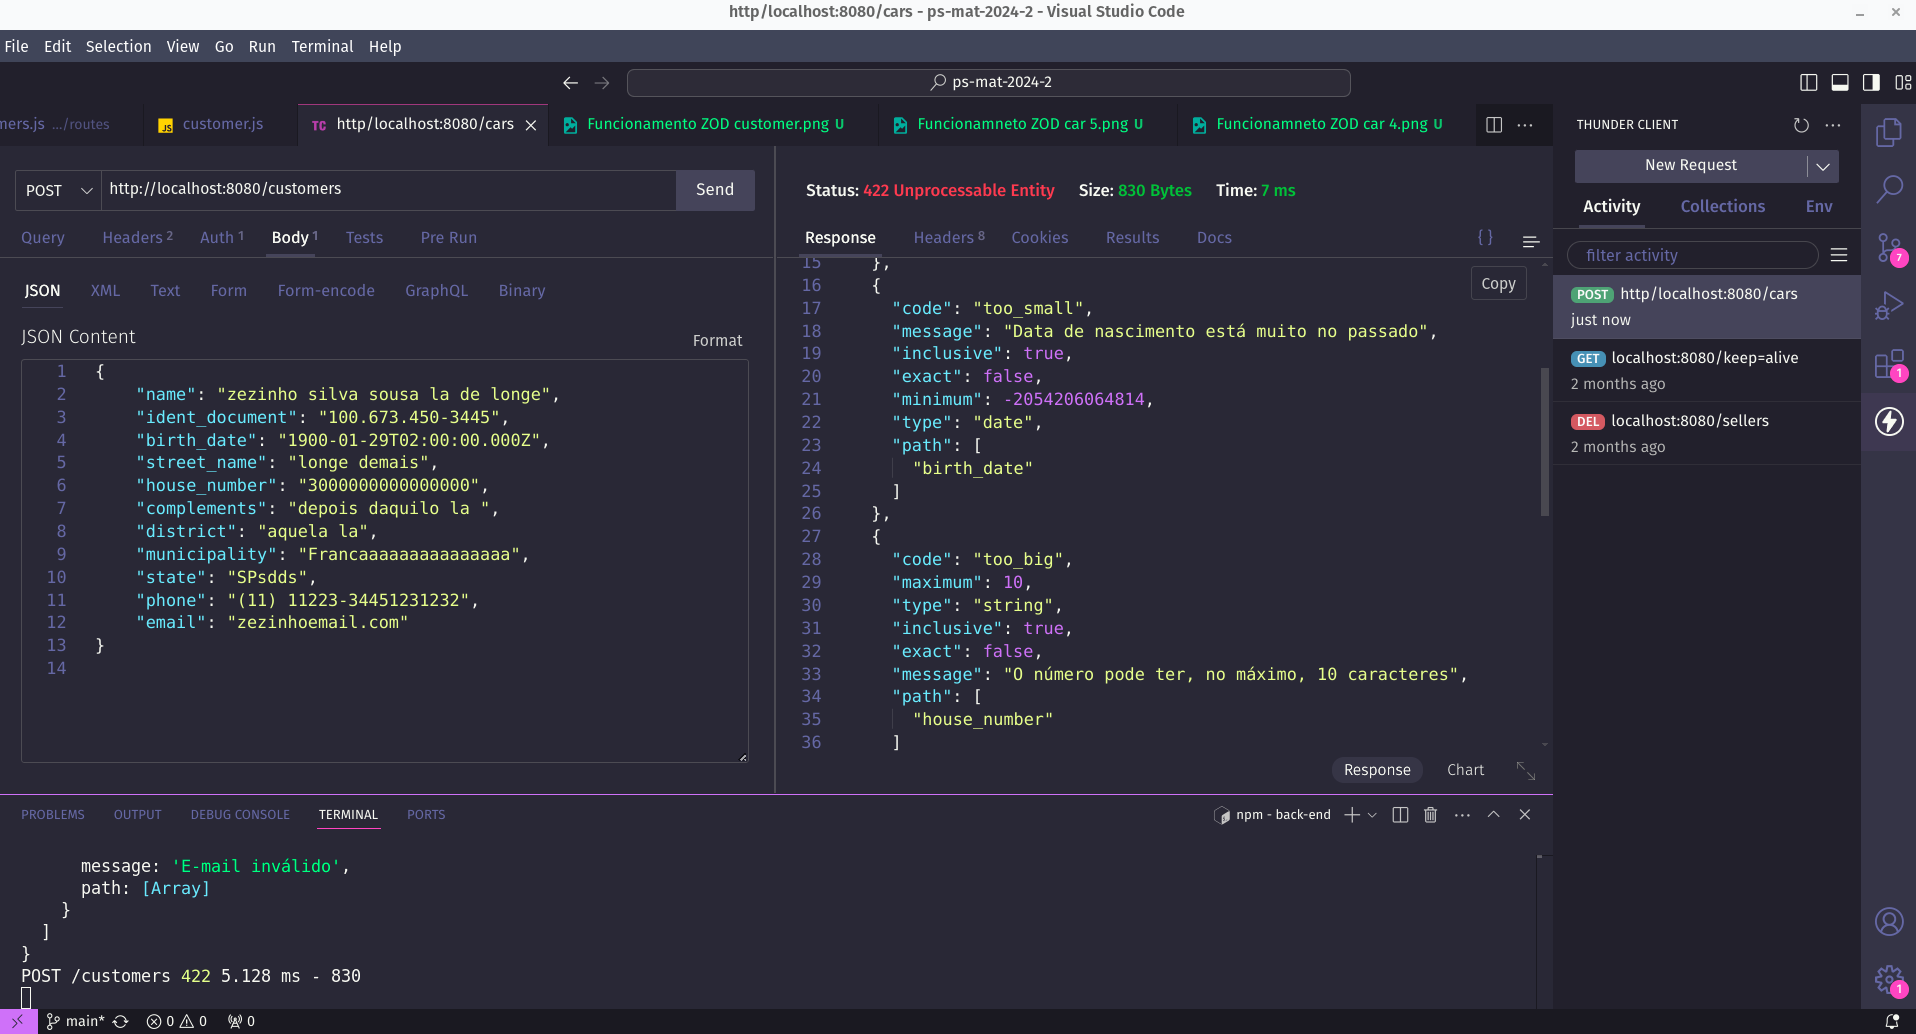 http/localhost:8080/cars - ps-mat-2024-2 - Visual Studio Code
File Edit Selection View Go Run Terminal Help
ps-mat-2024-2
mers.js .../routes
JS customer.js
TC http/localhost:8080/cars
Funcionamento ZOD customer.png U
Funcionamneto ZOD car 5.png U
Funcionamneto ZOD car 4.png U
POST http://localhost:8080/customers Send
Query Headers 2 Auth 1 Body 1 Tests Pre Run
JSON XML Text Form Form-encode GraphQL Binary
JSON Content
Format
1 {
2 "name": "zezinho silva sousa la de longe",
3 "ident_document": "100.673.450-3445",
4 "birth_date": "1900-01-29T02:00:00.000Z",
5 "street_name": "longe demais",
6 "house_number": "3000000000000000",
7 "complements": "depois daquilo la ",
8 "district": "aquela la",
9 "municipality": "Francaaaaaaaaaaaaaaa",
10 "state": "SPsdds",
11 "phone": "(11) 11223-34451231232",
12 "email": "zezinhoemail.com"
13 }
14
Status: 422 Unprocessable Entity Size: 830 Bytes Time: 7 ms
Response Headers 8 Cookies Results Docs { }
Copy
15 },
16 {
17 "code": "too_small",
18 "message": "Data de nascimento está muito no passado",
19 "inclusive": true,
20 "exact": false,
21 "minimum": -2054206064814,
22 "type": "date",
23 "path": [
24 "birth_date"
25 ]
26 },
27 {
28 "code": "too_big",
29 "maximum": 10,
30 "type": "string",
31 "inclusive": true,
32 "exact": false,
33 "message": "O número pode ter, no máximo, 10 caracteres",
34 "path": [
35 "house_number"
36 ]
Response Chart
THUNDER CLIENT
New Request
Activity Collections Env
filter activity
POST http/localhost:8080/cars
just now
GET localhost:8080/keep=alive
2 months ago
DEL localhost:8080/sellers
2 months ago
7
1
1
PROBLEMS OUTPUT DEBUG CONSOLE TERMINAL PORTS
npm - back-end
message: 'E-mail inválido',
path: [Array]
}
]
}
POST /customers 422 5.128 ms - 830
main* 0 0 0